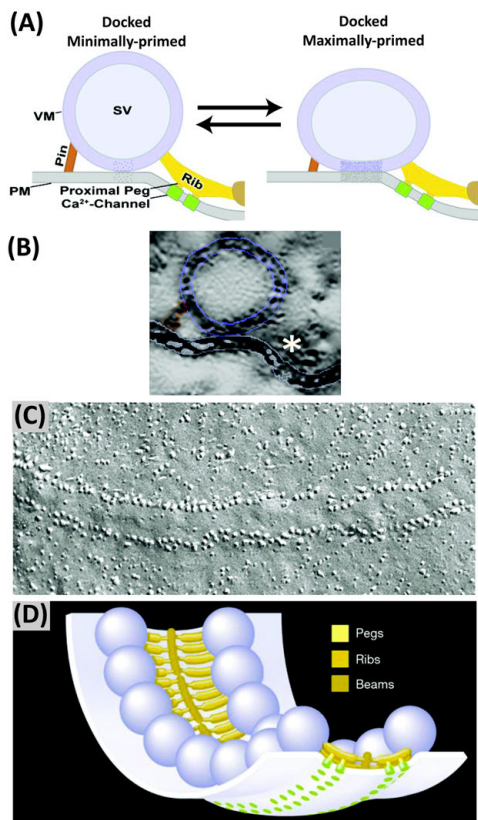 (A)
Docked
Minimally-primed
Docked
Maximally-primed
VM
SV
Pin
Rib
PM
Proximal Peg
Ca²⁺-Channel
(B)
*
(C)
(D)
Pegs
Ribs
Beams